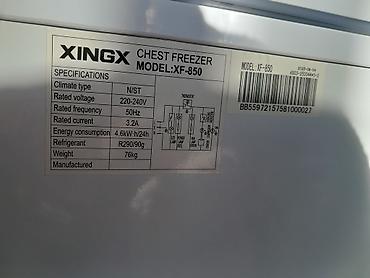 XINGX CHEST FREEZER
MODEL:XF-850
SPECIFICATIONS
Climate type N/ST
Rated voltage 220-240V
Rated frequency 50Hz
Rated current 3.2A
Energy consumption 4.6kW·h/24h
Refrigerant R290/90g
Weight 76kg
Manufactured
MODEL: XF-850
BB55972157581000027